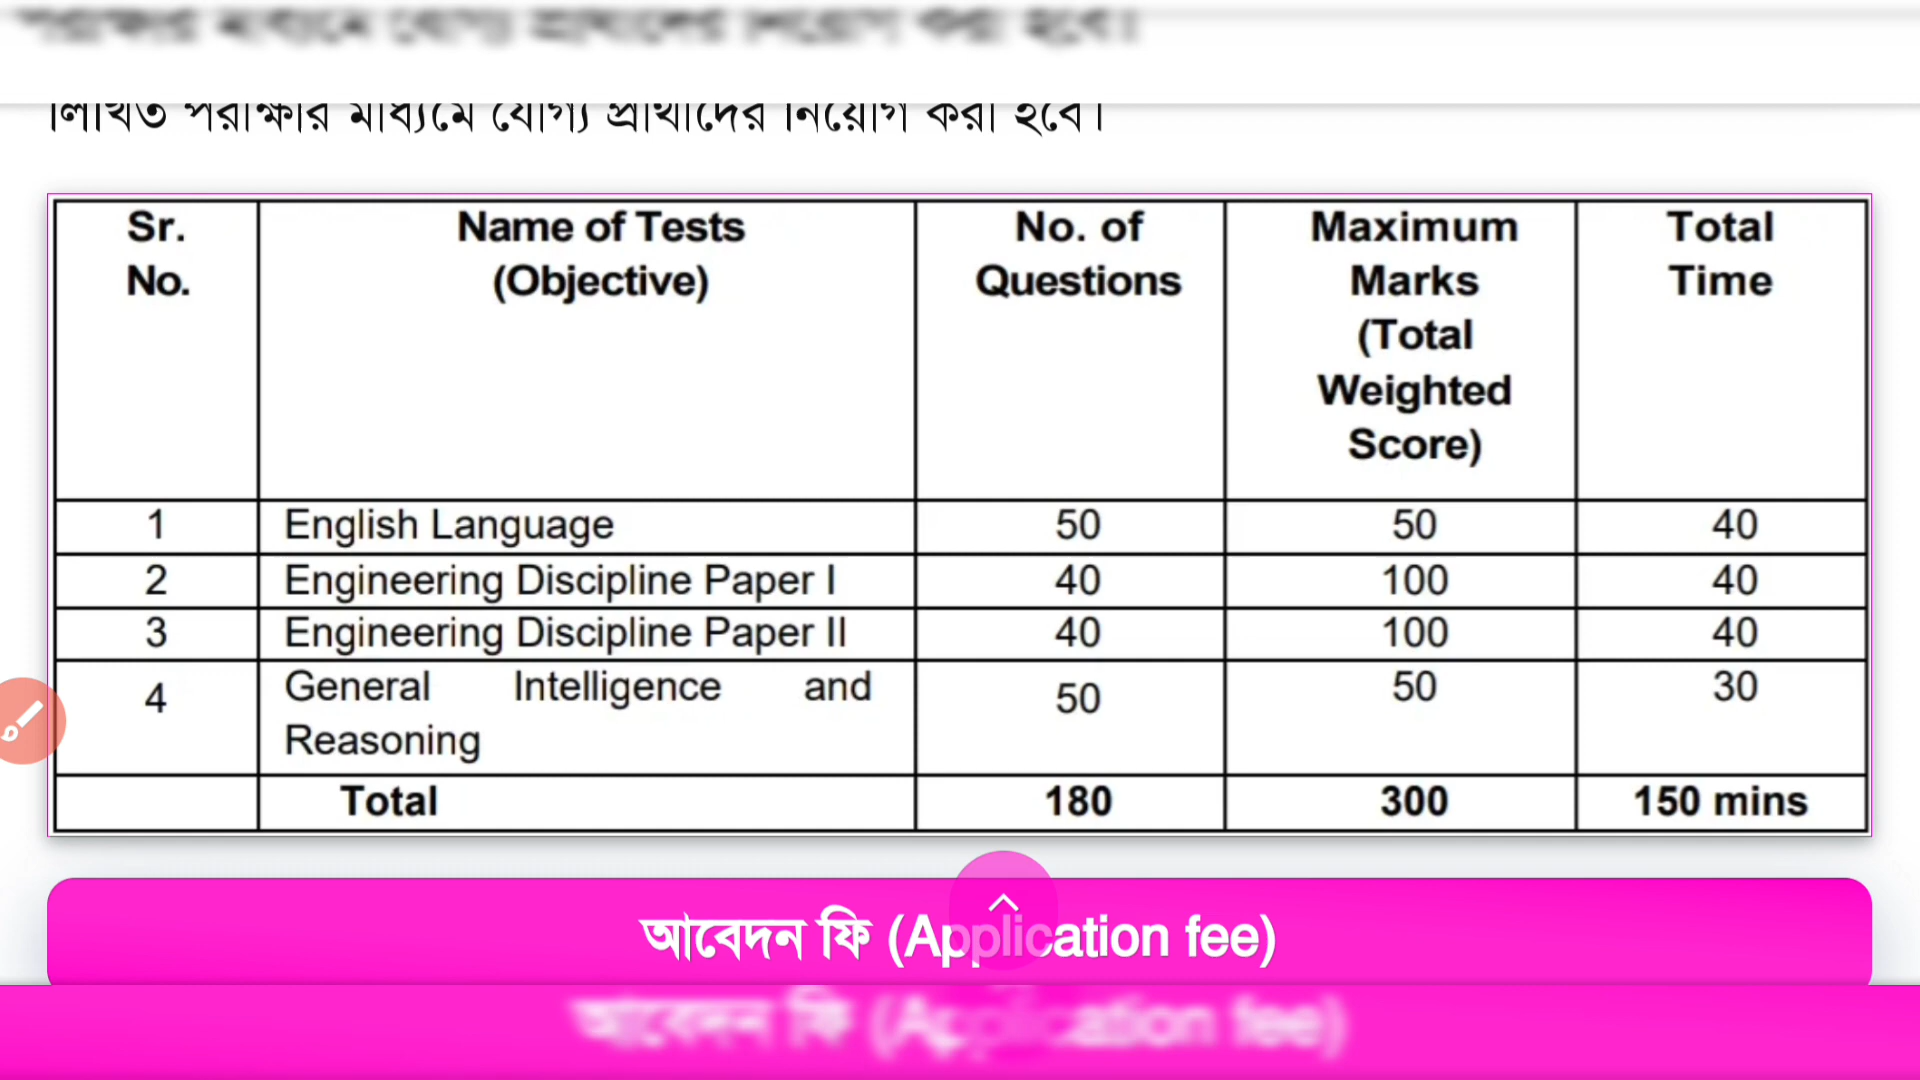 লিখিত পরীক্ষার মাধ্যমে যোগ্য প্রার্থীদের নিয়োগ করা হবে।
Sr. No. Name of Tests (Objective) No. of Questions Maximum Marks (Total Weighted Score) Total Time
1 English Language 50 50 40
2 Engineering Discipline Paper I 40 100 40
3 Engineering Discipline Paper II 40 100 40
4 General Intelligence and Reasoning 50 50 30
Total 180 300 150 mins
আবেদন ফি (Application fee)